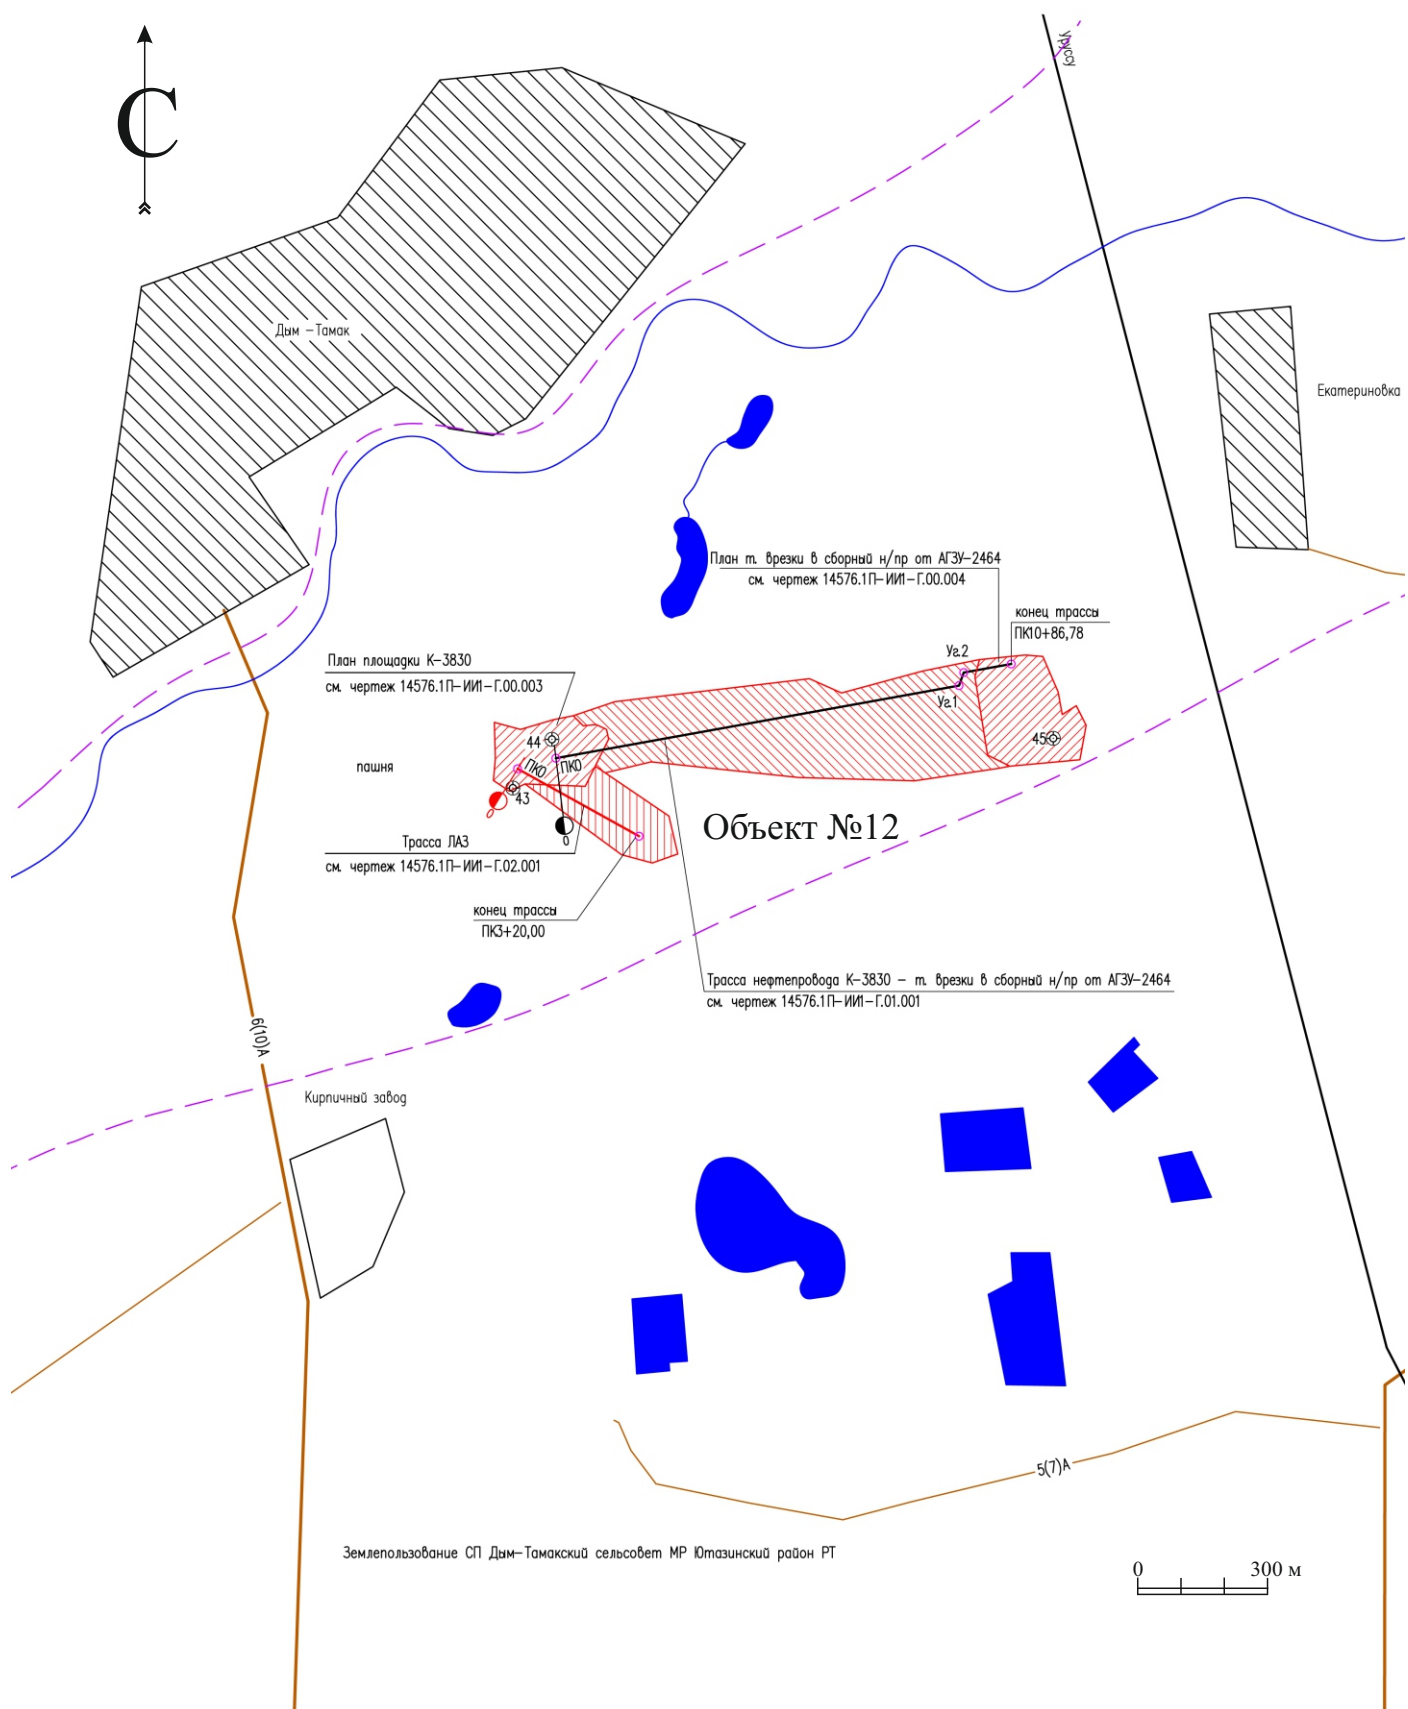 С
Уруссу
Дым –Тамак
Екатериновка
План т. врезки в сборный н/пр от АГЗУ–2464
см. чертеж 14576.1П–ИИ1–Г.00.004
конец трассы
ПК10+86,78
Уг.2
Уг.1
План площадки К–3830
см. чертеж 14576.1П–ИИ1–Г.00.003
44
45
ПК0
ПК0
пашня
43
0
0
Объект №12
Трасса ЛАЗ
см. чертеж 14576.1П–ИИ1–Г.02.001
конец трассы
ПК3+20,00
Трасса нефтепровода К–3830 – т. врезки в сборный н/пр от АГЗУ–2464
см. чертеж 14576.1П–ИИ1–Г.01.001
6(10)А
Кирпичный завод
5(7)А
Землепользование СП Дым–Тамакский сельсовет МР Ютазинский район РТ
0 300 м